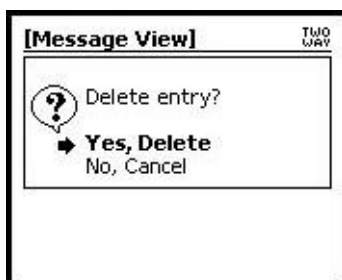 [Message View]
TWO
WAY
Delete entry?
Yes, Delete
No, Cancel